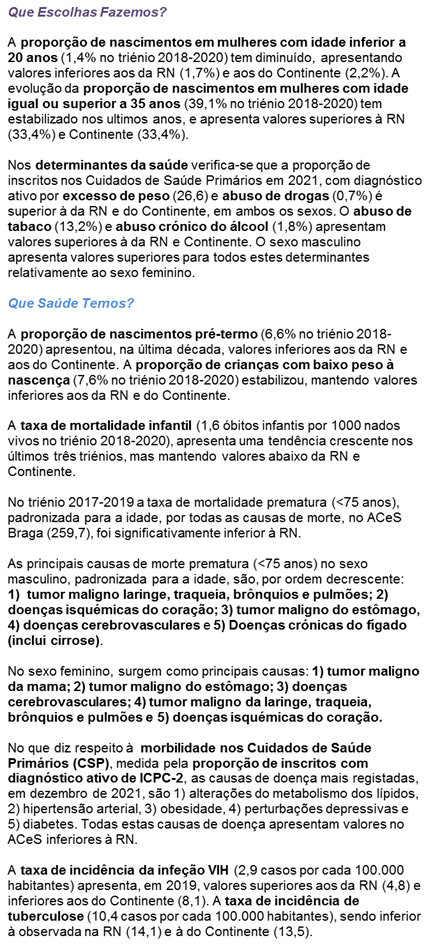 Que Escolhas Fazemos?
A proporção de nascimentos em mulheres com idade inferior a
20 anos (1,4% no triénio 2018-2020) tem diminuído, apresentando
valores inferiores aos da RN (1,7%) e aos do Continente (2,2%). A
evolução da proporção de nascimentos em mulheres com idade
igual ou superior a 35 anos (39,1% no triénio 2018-2020) tem
estabilizado nos ultimos anos, e apresenta valores superiores à RN
(33,4%) e Continente (33,4%).
Nos determinantes da saúde verifica-se que a proporção de
inscritos nos Cuidados de Saúde Primários em 2021, com diagnóstico
ativo por excesso de peso (26,6) e abuso de drogas (0,7%) é
superior à da RN e do Continente, em ambos os sexos. O abuso de
tabaco (13,2%) e abuso crónico do álcool (1,8%) apresentam
valores superiores à da RN e Continente. O sexo masculino
apresenta valores superiores para todos estes determinantes
relativamente ao sexo feminino.
Que Saúde Temos?
A proporção de nascimentos pré-termo (6,6% no triénio 2018-
2020) apresentou, na última década, valores inferiores aos da RN e
aos do Continente. A proporção de crianças com baixo peso à
nascença (7,6% no triénio 2018-2020) estabilizou, mantendo valores
inferiores aos da RN e do Continente.
A taxa de mortalidade infantil (1,6 óbitos infantis por 1000 nados
vivos no triénio 2018-2020), apresenta uma tendência crescente nos
últimos três triénios, mas mantendo valores abaixo da RN e
Continente.
No triénio 2017-2019 a taxa de mortalidade prematura (<75 anos),
padronizada para a idade, por todas as causas de morte, no ACeS
Braga (259,7), foi significativamente inferior à RN.
As principais causas de morte prematura (<75 anos) no sexo
masculino, padronizada para a idade, são, por ordem decrescente:
1) tumor maligno laringe, traqueia, brônquios e pulmões; 2)
doenças isquémicas do coração; 3) tumor maligno do estômago,
4) doenças cerebrovasculares e 5) Doenças crónicas do fígado
(inclui cirrose).
No sexo feminino, surgem como principais causas: 1) tumor maligno
da mama; 2) tumor maligno do estômago; 3) doenças
cerebrovasculares; 4) tumor maligno da laringe, traqueia,
brônquios e pulmões e 5) doenças isquémicas do coração.
No que diz respeito à morbilidade nos Cuidados de Saúde
Primários (CSP), medida pela proporção de inscritos com
diagnóstico ativo de ICPC-2, as causas de doença mais registadas,
em dezembro de 2021, são 1) alterações do metabolismo dos lípidos,
2) hipertensão arterial, 3) obesidade, 4) perturbações depressivas e
5) diabetes. Todas estas causas de doença apresentam valores no
ACeS inferiores à RN.
A taxa de incidência da infeção VIH (2,9 casos por cada 100.000
habitantes) apresenta, em 2019, valores superiores aos da RN (4,8) e
inferiores aos do Continente (8,1). A taxa de incidência de
tuberculose (10,4 casos por cada 100.000 habitantes), sendo inferior
à observada na RN (14,1) e à do Continente (13,5).